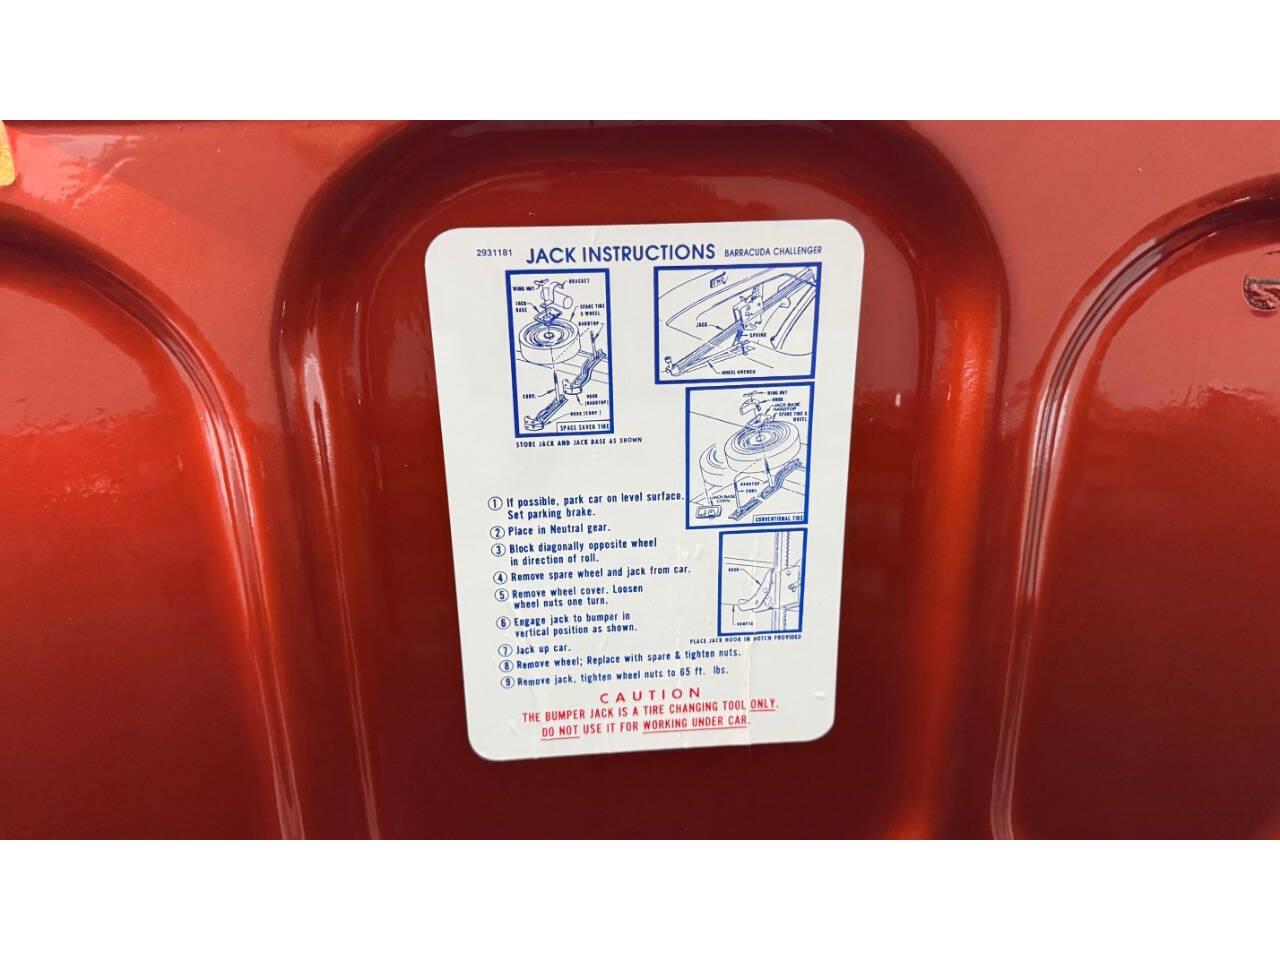 2931181 JACK INSTRUCTIONS BARRACUDA CHALLENGER
WING NUT
BRACKET
JACK
BASE
SPARE TIRE
& WHEEL
HARDTOP
CONV.
HOOK
(HARDTOP)
HOOK (CONV.)
SPACE SAVER TIRE
STORE JACK AND JACK BASE AS SHOWN
JACK
SPRING
WHEEL WRENCH
WING NUT
HOOK
JACK BASE
HARDTOP
SPARE TIRE &
WHEEL
HARDTOP
CONV.
JACK BASE
CONV.
CONVENTIONAL TIRE
HOOK
BUMPER
PLACE JACK HOOK IN NOTCH PROVIDED
1 If possible, park car on level surface.
Set parking brake.
2 Place in Neutral gear.
3 Block diagonally opposite wheel
in direction of roll.
4 Remove spare wheel and jack from car.
5 Remove wheel cover. Loosen
wheel nuts one turn.
6 Engage jack to bumper in
vertical position as shown.
7 Jack up car.
8 Remove wheel; Replace with spare & tighten nuts.
9 Remove jack, tighten wheel nuts to 65 ft. lbs.
CAUTION
THE BUMPER JACK IS A TIRE CHANGING TOOL ONLY.
DO NOT USE IT FOR WORKING UNDER CAR.